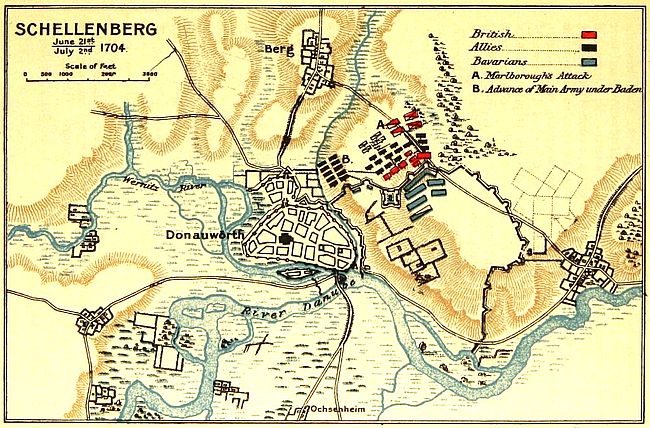 SCHELLENBERG
June 21st
July 2nd 1704.
Scale of Feet
0 500 1000 2000 3000
British
Allies
Bavarians
A. Marlborough's Attack
B. Advance of Main Army under Baden
Berg
A.
B.
Wernitz River
Donauwörth
River Danube
Ochsenheim